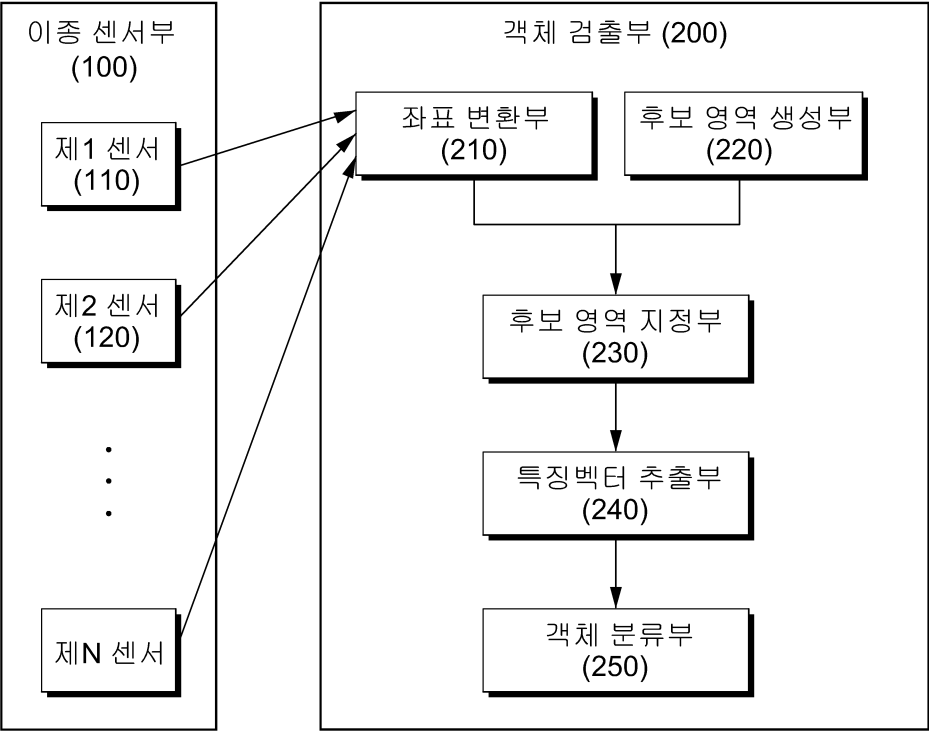 이종 센서부
(100)
제1 센서
(110)
제2 센서
(120)
제N 센서
객체 검출부 (200)
좌표 변환부
(210)
후보 영역 생성부
(220)
후보 영역 지정부
(230)
특징벡터 추출부
(240)
객체 분류부
(250)